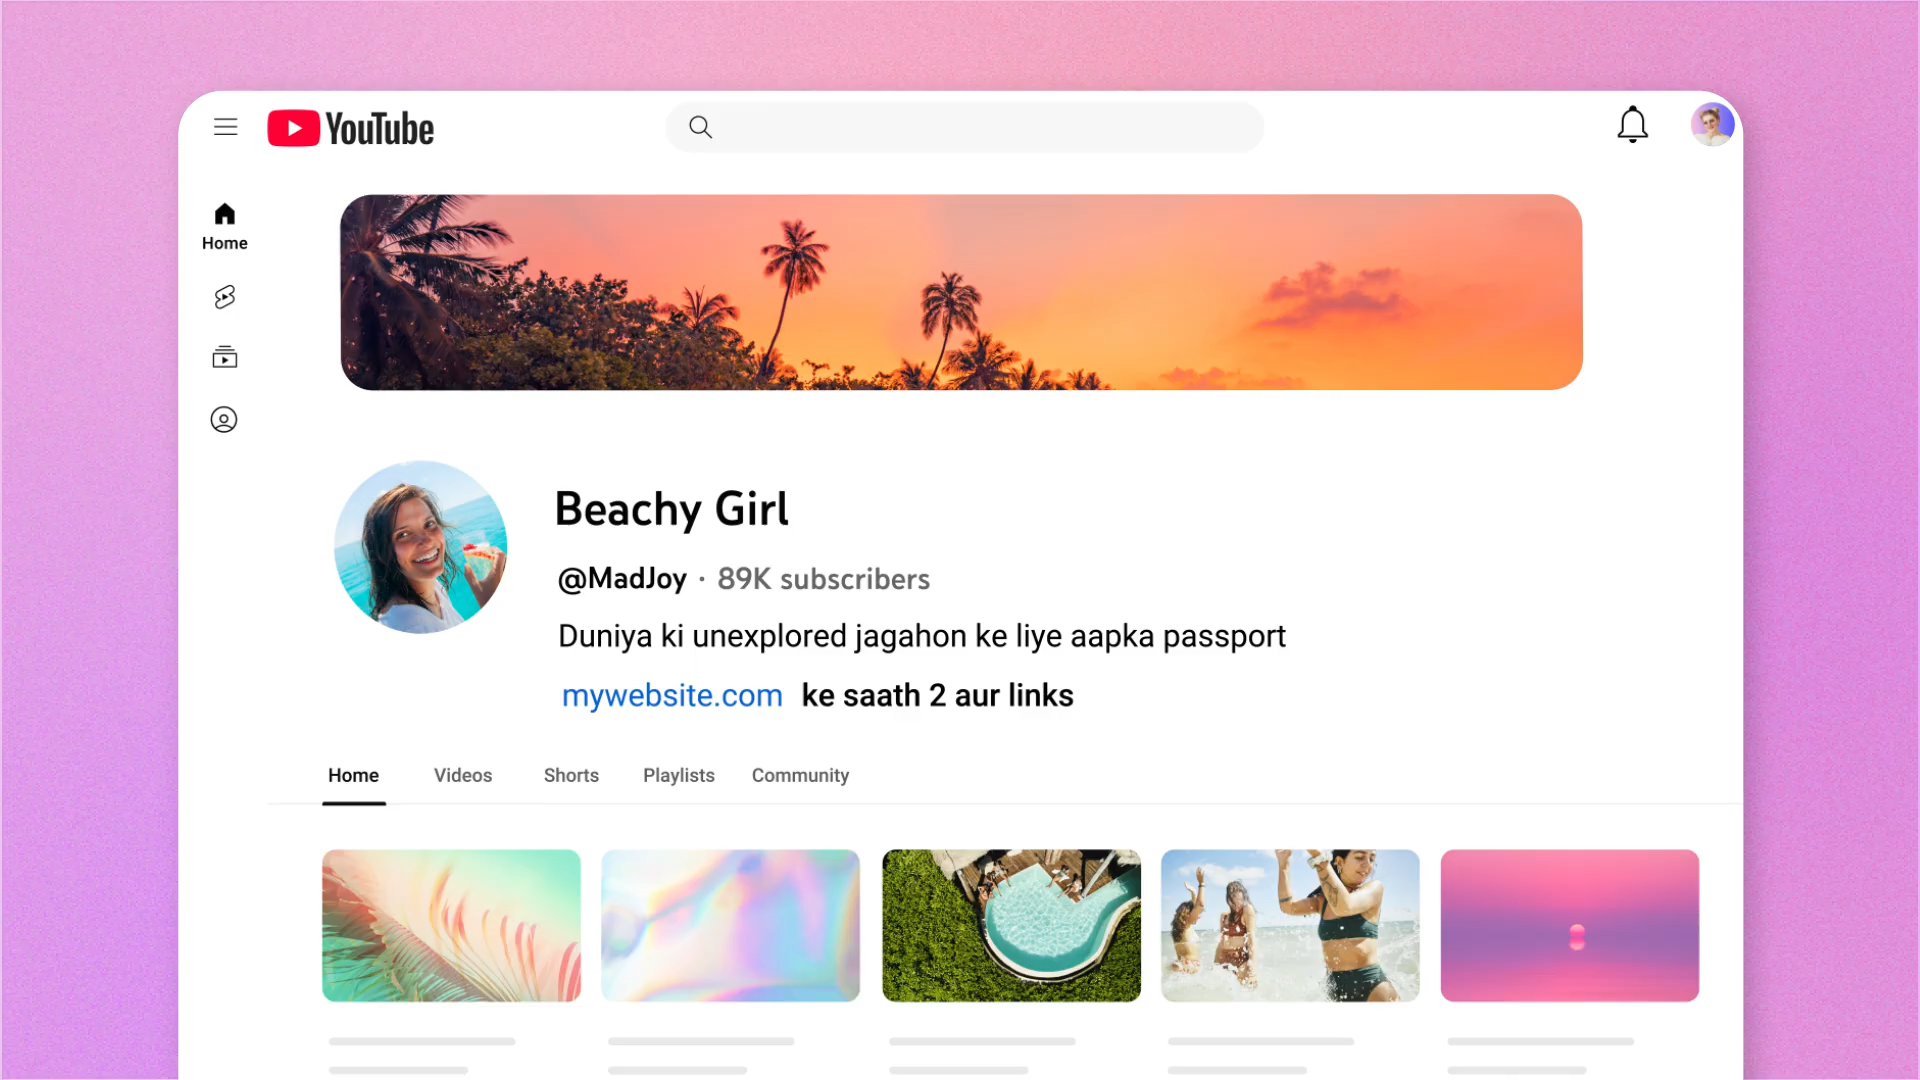 YouTube
Home
Beachy Girl
@MadJoy · 89K subscribers
Duniya ki unexplored jagahon ke liye aapka passport
mywebsite.com ke saath 2 aur links
Home Videos Shorts Playlists Community